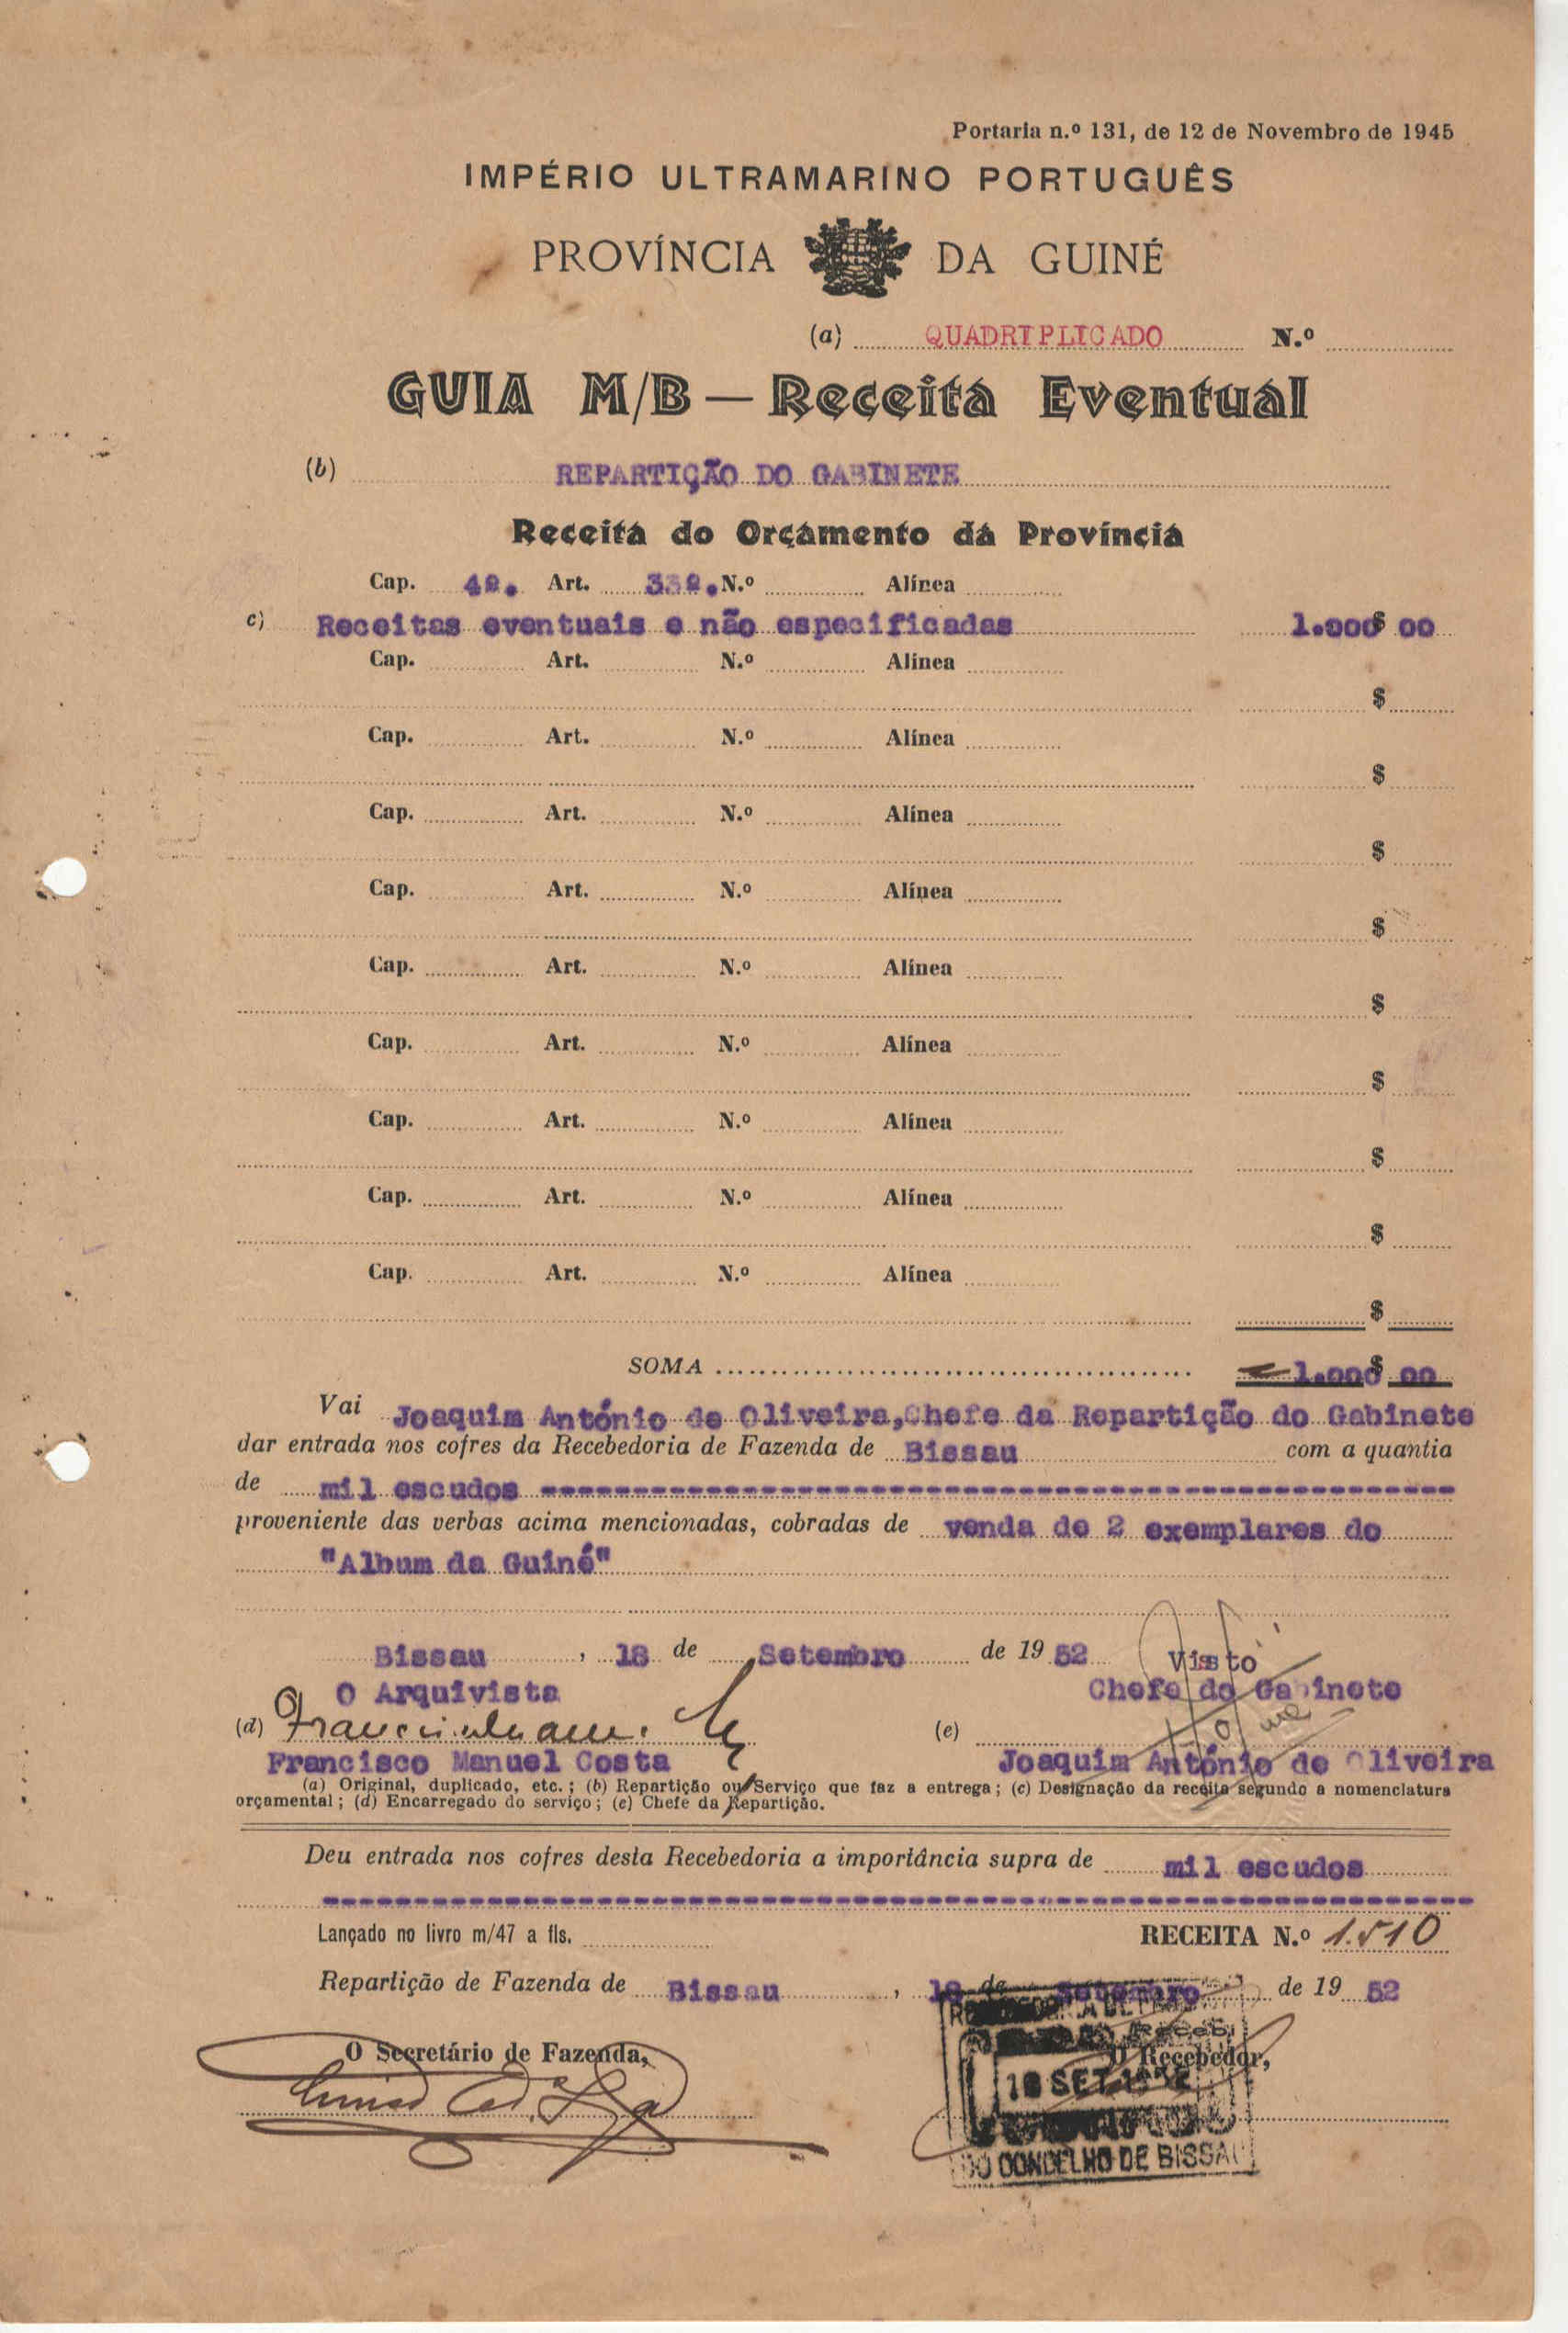 Portaria n.º 131, de 12 de Novembro de 1945
IMPÉRIO ULTRAMARINO PORTUGUÊS
PROVÍNCIA DA GUINÉ
(a) QUADRIPLICADO N.º
GUIA M/B — Receita Eventual
(b) REPARTIÇÃO DO GABINETE
Receita do Orçamento da Província
Cap. 4º. Art. 33º. N.º Alínea
c) Receitas eventuais e não especificadas 1.000$00
Cap. Art. N.º Alínea
$
Cap. Art. N.º Alínea
$
Cap. Art. N.º Alínea
$
Cap. Art. N.º Alínea
$
Cap. Art. N.º Alínea
$
Cap. Art. N.º Alínea
$
Cap. Art. N.º Alínea
$
Cap. Art. N.º Alínea
$
Cap. Art. N.º Alínea
$
SOMA 1.000$00
Vai Joaquim António de Oliveira, Chefe da Repartição do Gabinete
dar entrada nos cofres da Recebedoria de Fazenda de Bissau com a quantia
de mil escudos
proveniente das verbas acima mencionadas, cobradas de venda de 2 exemplares do
"Album da Guiné"
Bissau, 18 de Setembro de 1952 Visto
O Arquivista Chefe do Gabinete
(d) (e)
Francisco Manuel Costa Joaquim António de Oliveira
(a) Original, duplicado, etc.; (b) Repartição ou Serviço que faz a entrega; (c) Designação da receita segundo a nomenclatura
orçamental; (d) Encarregado do serviço; (e) Chefe da Repartição.
Deu entrada nos cofres desta Recebedoria a importância supra de mil escudos
Lançado no livro m/47 a fls. RECEITA N.º 1.510
Repartição de Fazenda de Bissau, 18 de Setembro de 1952
O Secretário de Fazenda, O Recebedor,
18 SET. 1952
DO CONCELHO DE BISSAU